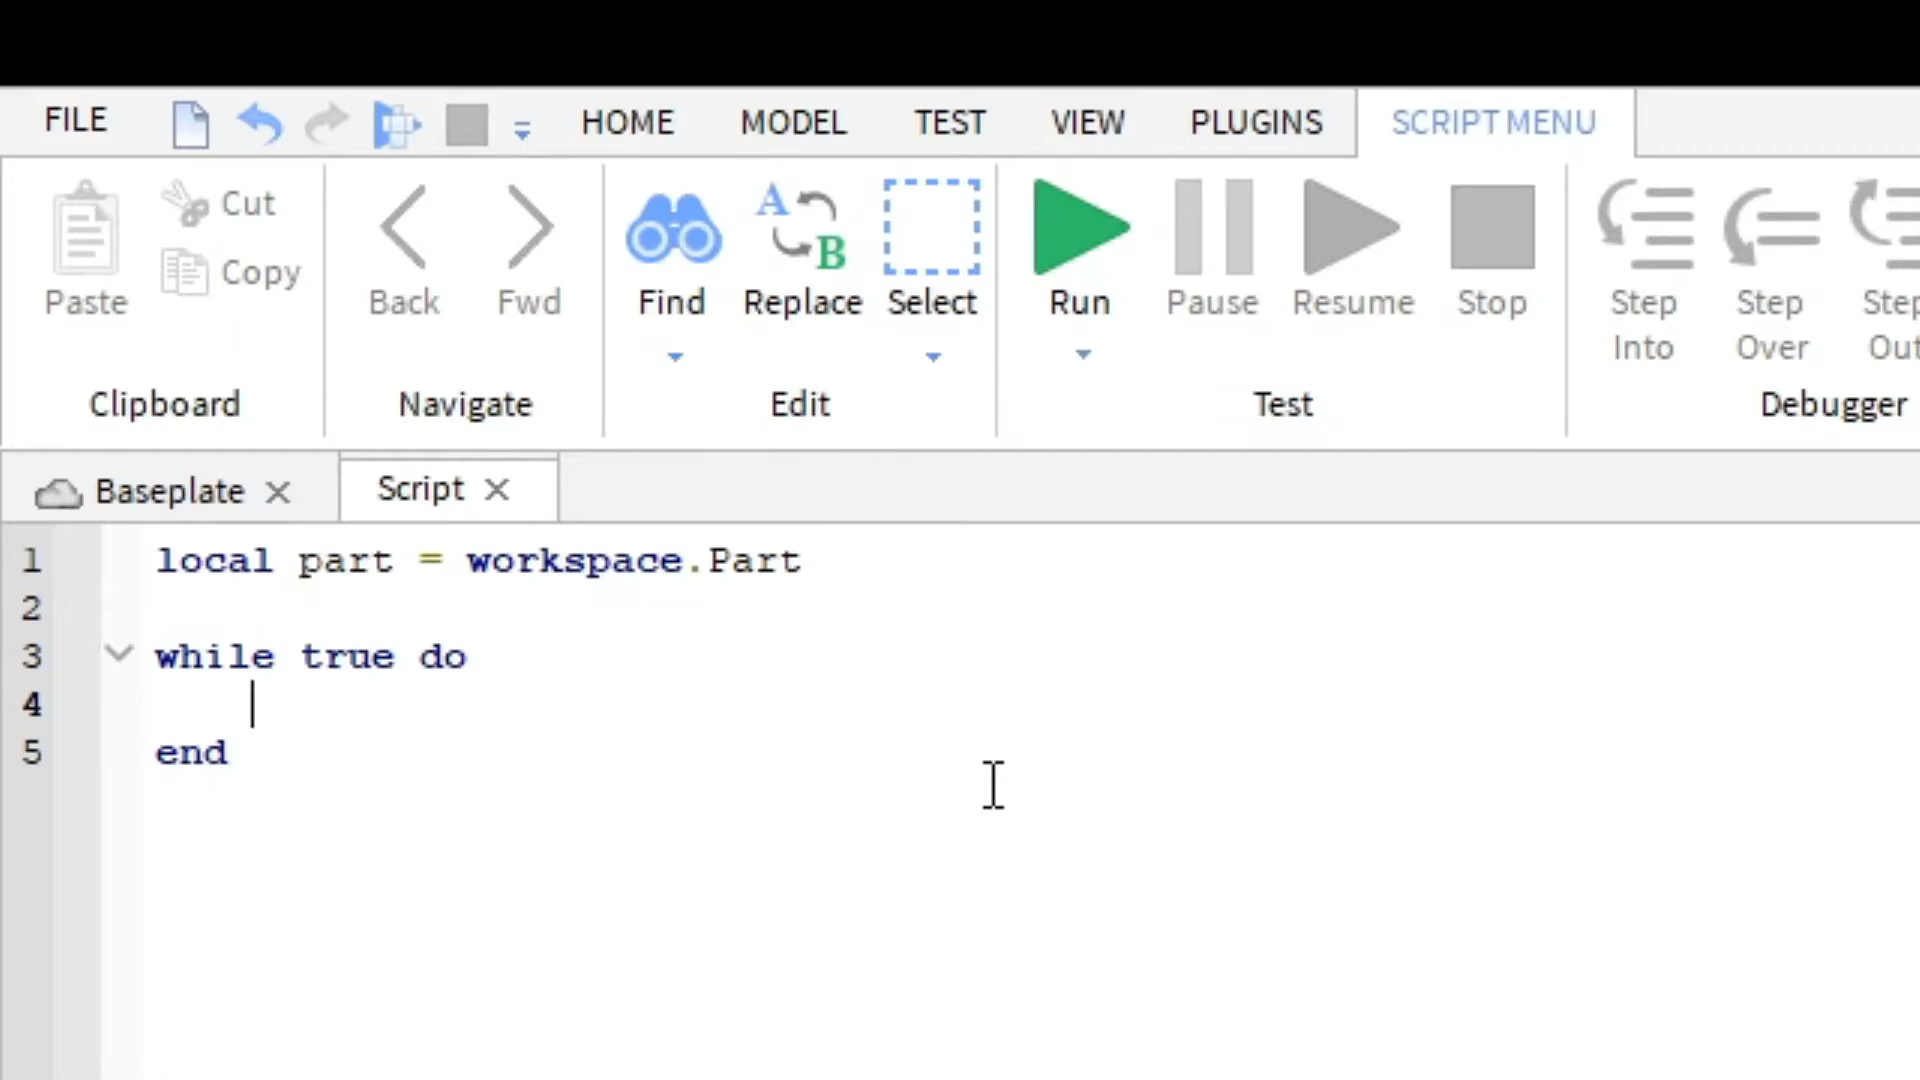 FILE HOME MODEL TEST VIEW PLUGINS SCRIPT MENU
Cut
Copy
Paste Back Fwd Find Replace Select Run Pause Resume Stop Step Into Step Over Step Out
A B
Clipboard Navigate Edit Test Debugger
Baseplate Script
1 local part = workspace.Part
2
3 while true do
4
5 end